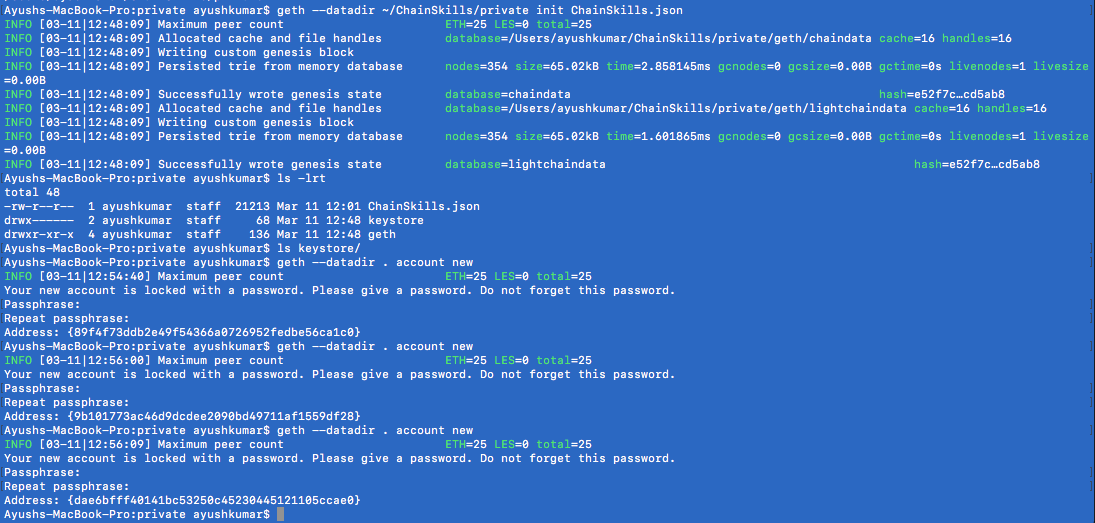 Ayushs-MacBook-Pro:private ayushkumar$ geth --datadir ~/ChainSkills/private init ChainSkills.json
INFO [03-11|12:48:09] Maximum peer count ETH=25 LES=0 total=25
INFO [03-11|12:48:09] Allocated cache and file handles database=/Users/ayushkumar/ChainSkills/private/geth/chaindata cache=16 handles=16
INFO [03-11|12:48:09] Writing custom genesis block
INFO [03-11|12:48:09] Persisted trie from memory database nodes=354 size=65.02kB time=2.858145ms gcnodes=0 gcsize=0.00B gctime=0s livenodes=1 livesize
=0.00B
INFO [03-11|12:48:09] Successfully wrote genesis state database=chaindata hash=e52f7c…cd5ab8
INFO [03-11|12:48:09] Allocated cache and file handles database=/Users/ayushkumar/ChainSkills/private/geth/lightchaindata cache=16 handles=16
INFO [03-11|12:48:09] Writing custom genesis block
INFO [03-11|12:48:09] Persisted trie from memory database nodes=354 size=65.02kB time=1.601865ms gcnodes=0 gcsize=0.00B gctime=0s livenodes=1 livesize
=0.00B
INFO [03-11|12:48:09] Successfully wrote genesis state database=lightchaindata hash=e52f7c…cd5ab8
Ayushs-MacBook-Pro:private ayushkumar$ ls -lrt
total 48
-rw-r--r-- 1 ayushkumar staff 21213 Mar 11 12:01 ChainSkills.json
drwx------ 2 ayushkumar staff 68 Mar 11 12:48 keystore
drwxr-xr-x 4 ayushkumar staff 136 Mar 11 12:48 geth
Ayushs-MacBook-Pro:private ayushkumar$ ls keystore/
Ayushs-MacBook-Pro:private ayushkumar$ geth --datadir . account new
INFO [03-11|12:54:40] Maximum peer count ETH=25 LES=0 total=25
Your new account is locked with a password. Please give a password. Do not forget this password.
Passphrase:
Repeat passphrase:
Address: {89f4f73ddb2e49f54366a0726952fedbe56ca1c0}
Ayushs-MacBook-Pro:private ayushkumar$ geth --datadir . account new
INFO [03-11|12:56:00] Maximum peer count ETH=25 LES=0 total=25
Your new account is locked with a password. Please give a password. Do not forget this password.
Passphrase:
Repeat passphrase:
Address: {9b101773ac46d9dcdee2090bd49711af1559df28}
Ayushs-MacBook-Pro:private ayushkumar$ geth --datadir . account new
INFO [03-11|12:56:09] Maximum peer count ETH=25 LES=0 total=25
Your new account is locked with a password. Please give a password. Do not forget this password.
Passphrase:
Repeat passphrase:
Address: {dae6bfff40141bc53250c45230445121105ccae0}
Ayushs-MacBook-Pro:private ayushkumar$